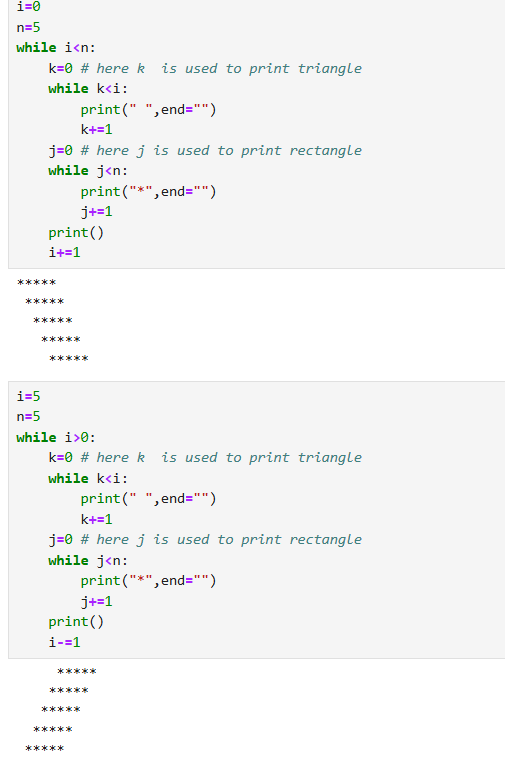 i=0
n=5
while i<n:
    k=0 # here k  is used to print triangle
    while k<i:
        print(" ",end="")
        k+=1
    j=0 # here j is used to print rectangle
    while j<n:
        print("*",end="")
        j+=1
    print()
    i+=1
*****
 *****
  *****
   *****
    *****
i=5
n=5
while i>0:
    k=0 # here k  is used to print triangle
    while k<i:
        print(" ",end="")
        k+=1
    j=0 # here j is used to print rectangle
    while j<n:
        print("*",end="")
        j+=1
    print()
    i-=1
     *****
    *****
   *****
  *****
 *****